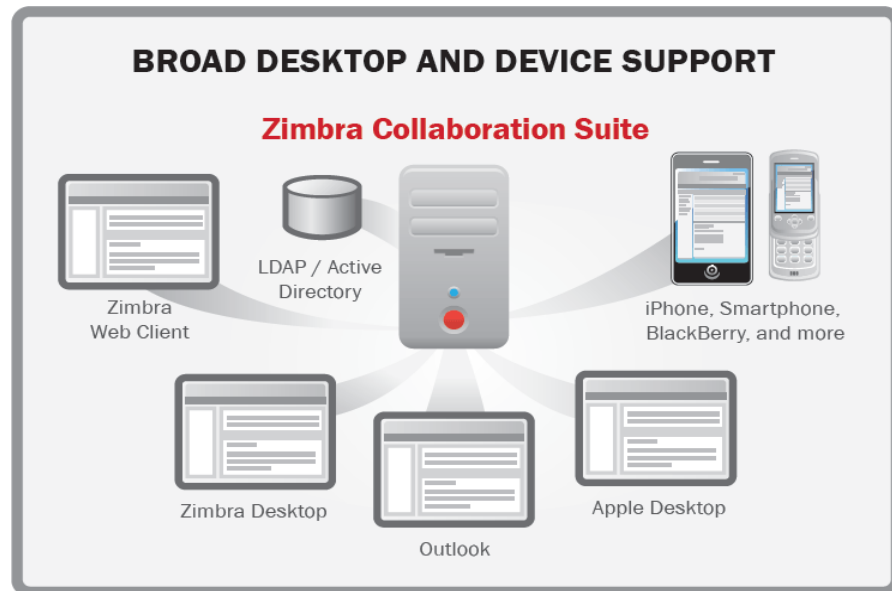 BROAD DESKTOP AND DEVICE SUPPORT
Zimbra Collaboration Suite
LDAP / Active
Directory
Zimbra
Web Client
iPhone, Smartphone,
BlackBerry, and more
Zimbra Desktop
Outlook
Apple Desktop